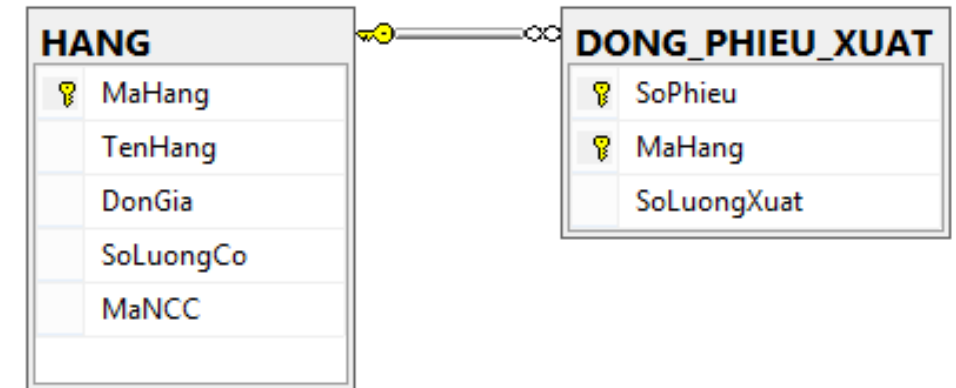 HANG
MaHang
TenHang
DonGia
SoLuongCo
MaNCC
DONG_PHIEU_XUAT
SoPhieu
MaHang
SoLuongXuat